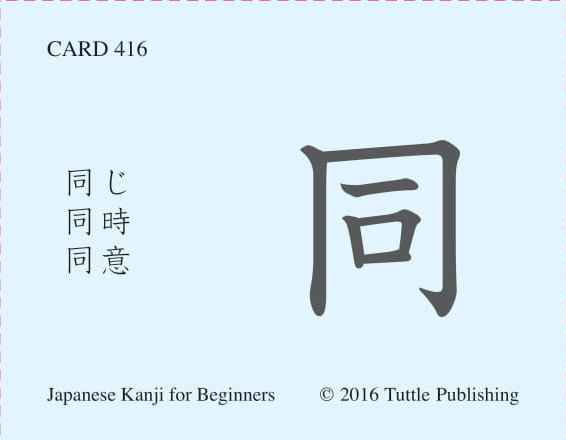 CARD 416
同じ
同時
同意
同
Japanese Kanji for Beginners
© 2016 Tuttle Publishing